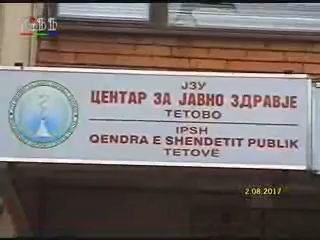 ЈЗУ
ЦЕНТАР ЗА ЈАВНО ЗДРАВЈЕ
ТЕТОВО
IPSH
QENDRA E SHENDETIT PUBLIK
TETOVË
2.08.2017